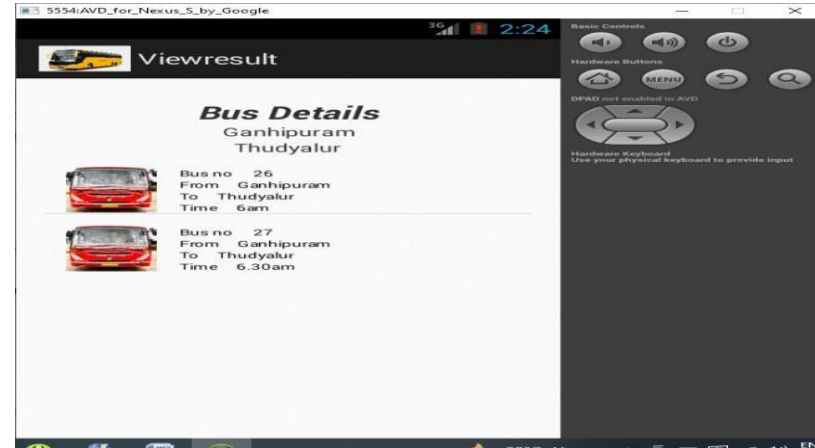 5554:AVD_for_Nexus_S_by_Google
3G 2:24
Viewresult
Bus Details
Ganhipuram
Thudyalur
Bus no 26
From Ganhipuram
To Thudyalur
Time 6am
Bus no 27
From Ganhipuram
To Thudyalur
Time 6.30am
Basic Controls
Hardware Buttons
MENU
DPAD not enabled in AVD
Hardware Keyboard
Use your physical keyboard to provide input
EN